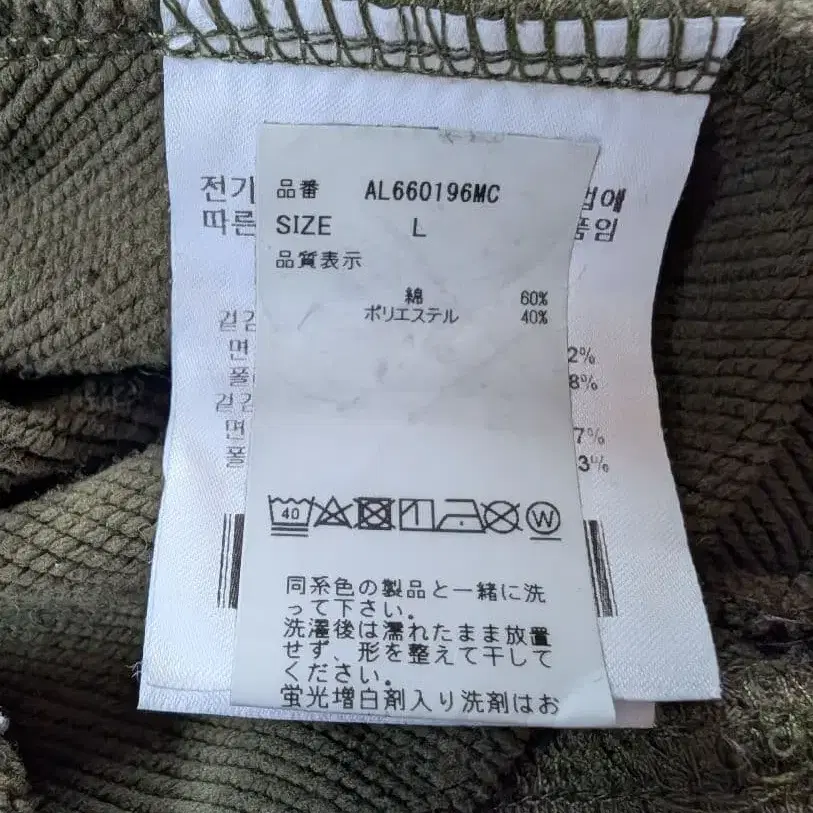 전기
법에
따른
품임
品番 AL660196MC
SIZE L
品質表示
綿 60%
ポリエステル 40%
겉감
면 2%
폴 8%
겉감
면 7%
폴 3%
40
W
同系色の製品と一緒に洗
って下さい。
洗濯後は濡れたまま放置
せず、形を整えて干して
ください。
蛍光増白剤入り洗剤はお